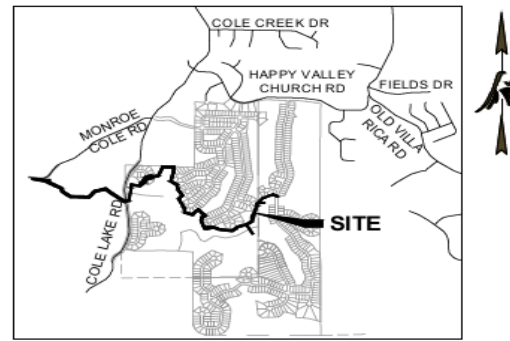 COLE CREEK DR
HAPPY VALLEY
CHURCH RD
FIELDS DR
MONROE
COLE RD
OLD VILLA
RICA RD
SITE
COLE LAKE RD